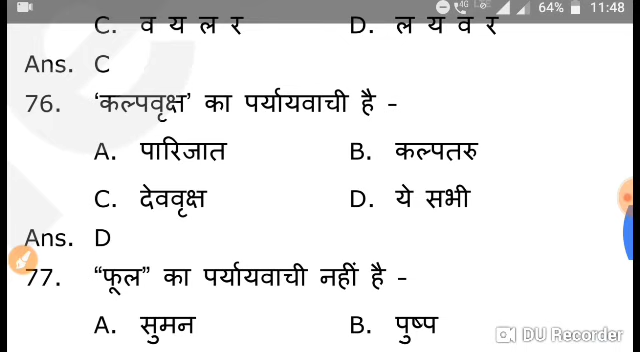 64% 11:48
C. व य ल र D. ल य व र
Ans. C
76. ‘कल्पवृक्ष’ का पर्यायवाची है -
A. पारिजात B. कल्पतरु
C. देववृक्ष D. ये सभी
Ans. D
77. “फूल” का पर्यायवाची नहीं है -
A. सुमन B. पुष्प
DU Recorder